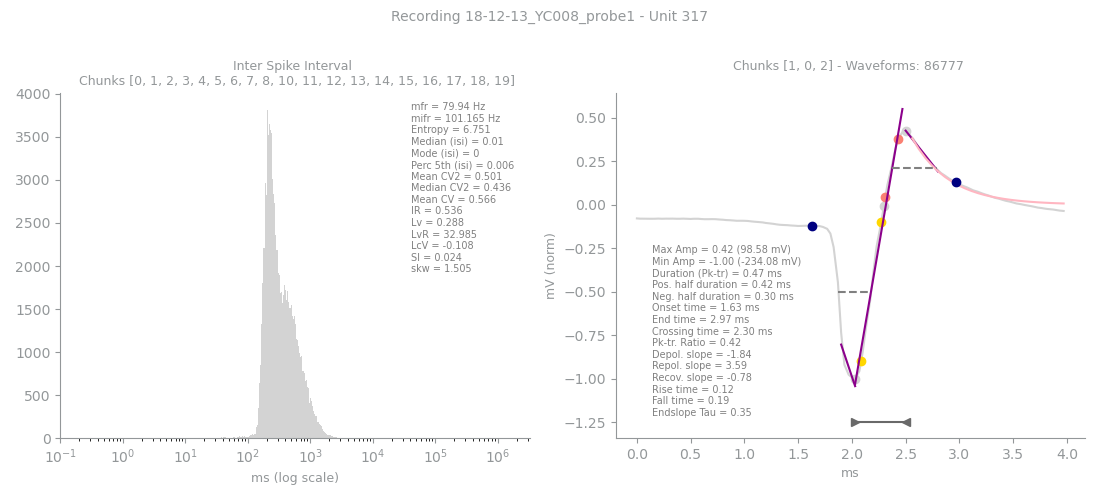 Recording 18-12-13_YC008_probe1 - Unit 317
Inter Spike Interval
Chunks [0, 1, 2, 3, 4, 5, 6, 7, 8, 10, 11, 12, 13, 14, 15, 16, 17, 18, 19]
4000
3500
3000
2500
2000
1500
1000
500
0
mfr = 79.94 Hz
mifr = 101.165 Hz
Entropy = 6.751
Median (isi) = 0.01
Mode (isi) = 0
Perc 5th (isi) = 0.006
Mean CV2 = 0.501
Median CV2 = 0.436
Mean CV = 0.566
IR = 0.536
Lv = 0.288
LvR = 32.985
LcV = -0.108
SI = 0.024
skw = 1.505
10⁻¹ 10⁰ 10¹ 10² 10³ 10⁴ 10⁵ 10⁶
ms (log scale)
Chunks [1, 0, 2] - Waveforms: 86777
mV (norm)
0.50
0.25
0.00
−0.25
−0.50
−0.75
−1.00
−1.25
Max Amp = 0.42 (98.58 mV)
Min Amp = -1.00 (-234.08 mV)
Duration (Pk-tr) = 0.47 ms
Pos. half duration = 0.42 ms
Neg. half duration = 0.30 ms
Onset time = 1.63 ms
End time = 2.97 ms
Crossing time = 2.30 ms
Pk-tr. Ratio = 0.42
Depol. slope = -1.84
Repol. slope = 3.59
Recov. slope = -0.78
Rise time = 0.12
Fall time = 0.19
Endslope Tau = 0.35
0.0 0.5 1.0 1.5 2.0 2.5 3.0 3.5 4.0
ms